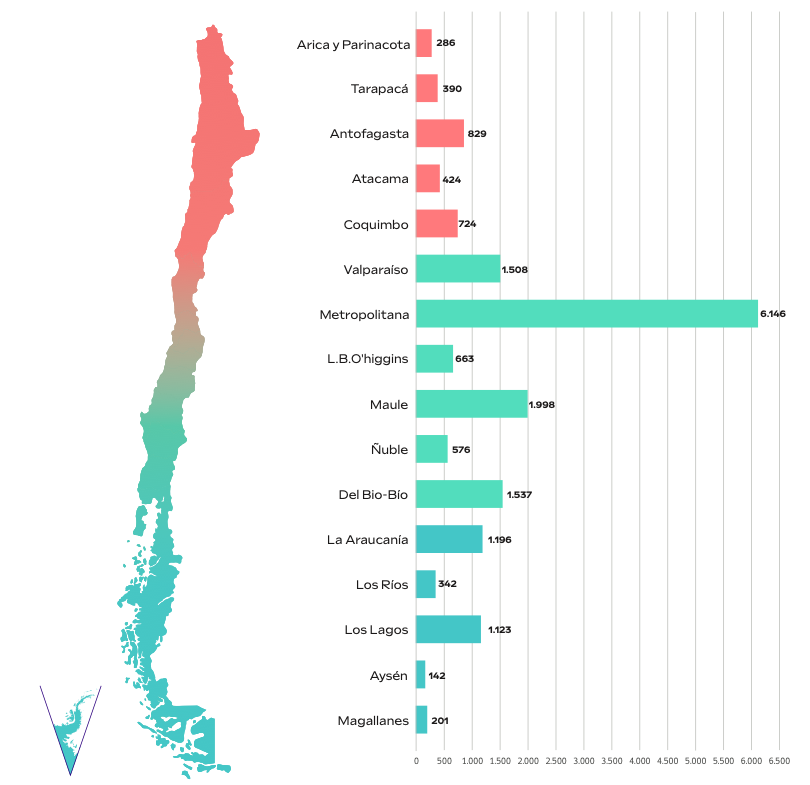 Arica y Parinacota 286
Tarapacá 390
Antofagasta 829
Atacama 424
Coquimbo 724
Valparaíso 1.508
Metropolitana 6.146
L.B.O'higgins 663
Maule 1.998
Ñuble 576
Del Bio-Bío 1.537
La Araucanía 1.196
Los Ríos 342
Los Lagos 1.123
Aysén 142
Magallanes 201
0 500 1.000 1.500 2.000 2.500 3.000 3.500 4.000 4.500 5.000 5.500 6.000 6.500